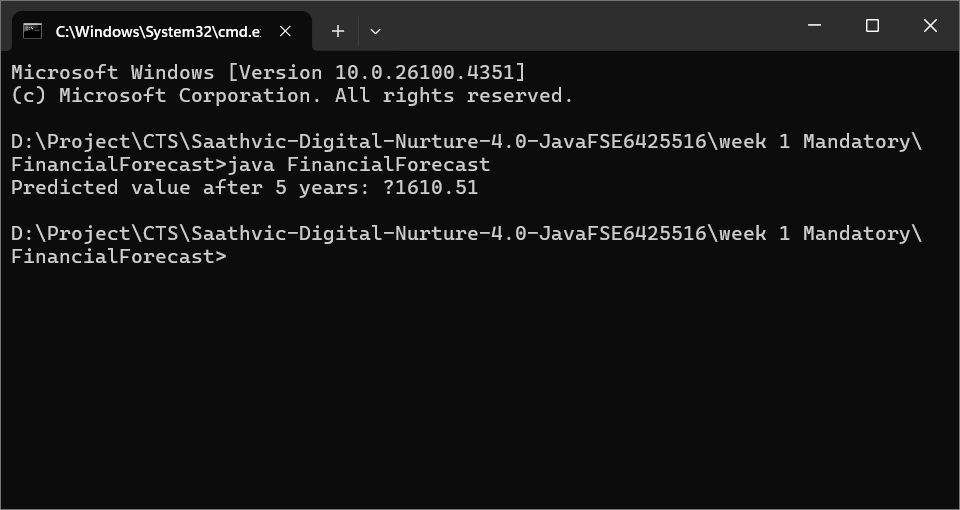 C:\Windows\System32\cmd.e
Microsoft Windows [Version 10.0.26100.4351]
(c) Microsoft Corporation. All rights reserved.
D:\Project\CTS\Saathvic-Digital-Nurture-4.0-JavaFSE6425516\week 1 Mandatory\
FinancialForecast>java FinancialForecast
Predicted value after 5 years: ?1610.51
D:\Project\CTS\Saathvic-Digital-Nurture-4.0-JavaFSE6425516\week 1 Mandatory\
FinancialForecast>